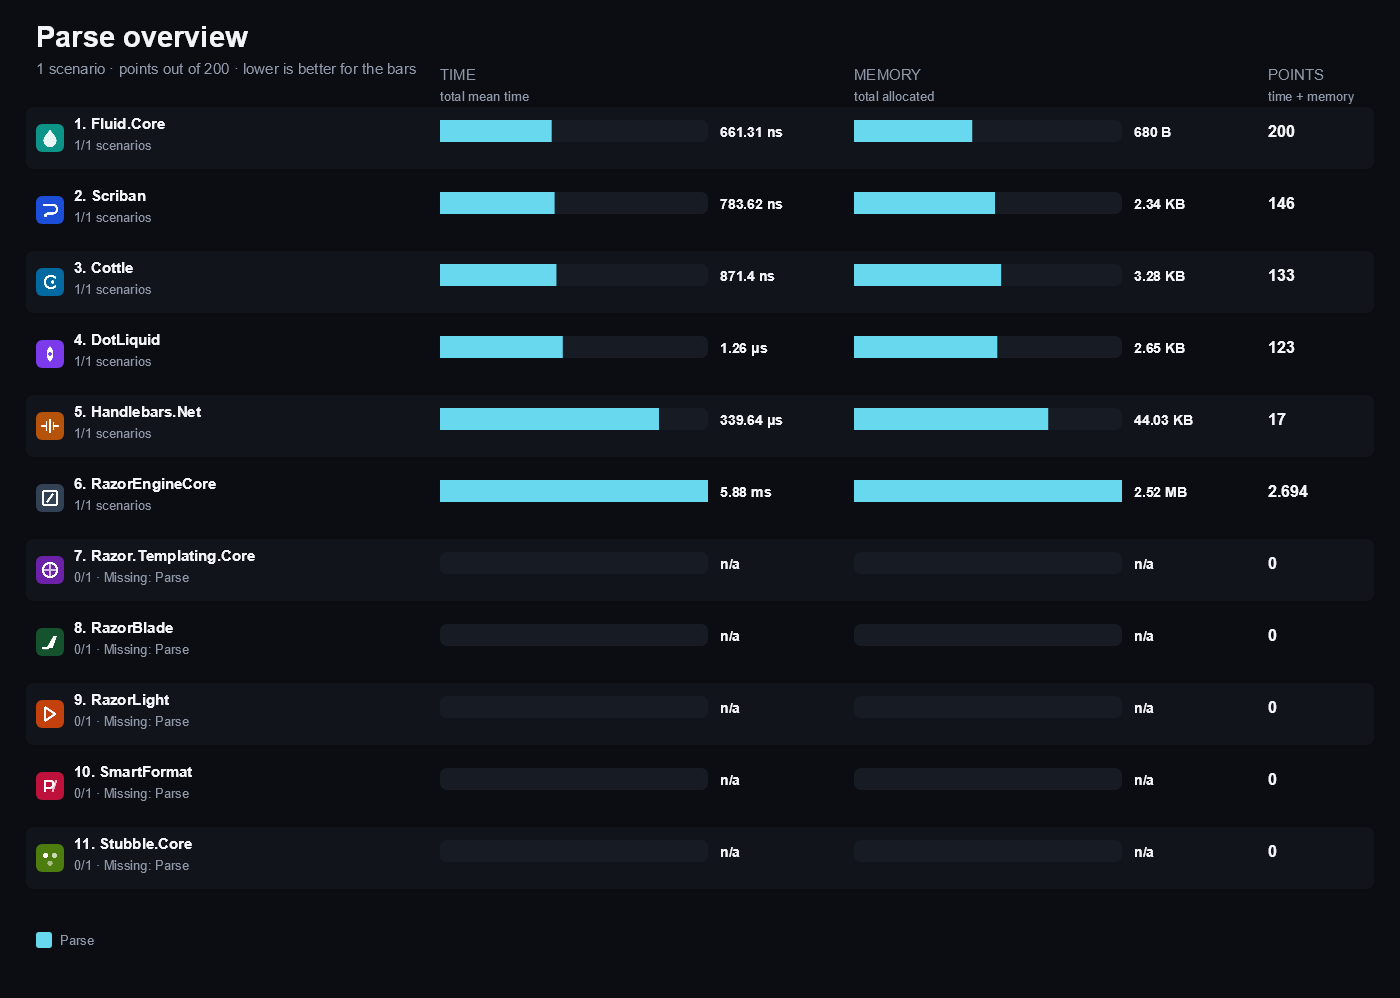 Parse overview
1 scenario · points out of 200 · lower is better for the bars
TIME
total mean time
MEMORY
total allocated
POINTS
time + memory
1. Fluid.Core
1/1 scenarios
661.31 ns
680 B
200
2. Scriban
1/1 scenarios
783.62 ns
2.34 KB
146
3. Cottle
1/1 scenarios
871.4 ns
3.28 KB
133
4. DotLiquid
1/1 scenarios
1.26 μs
2.65 KB
123
5. Handlebars.Net
1/1 scenarios
339.64 μs
44.03 KB
17
6. RazorEngineCore
1/1 scenarios
5.88 ms
2.52 MB
2.694
7. Razor.Templating.Core
0/1 · Missing: Parse
n/a
n/a
0
8. RazorBlade
0/1 · Missing: Parse
n/a
n/a
0
9. RazorLight
0/1 · Missing: Parse
n/a
n/a
0
10. SmartFormat
0/1 · Missing: Parse
n/a
n/a
0
11. Stubble.Core
0/1 · Missing: Parse
n/a
n/a
0
Parse